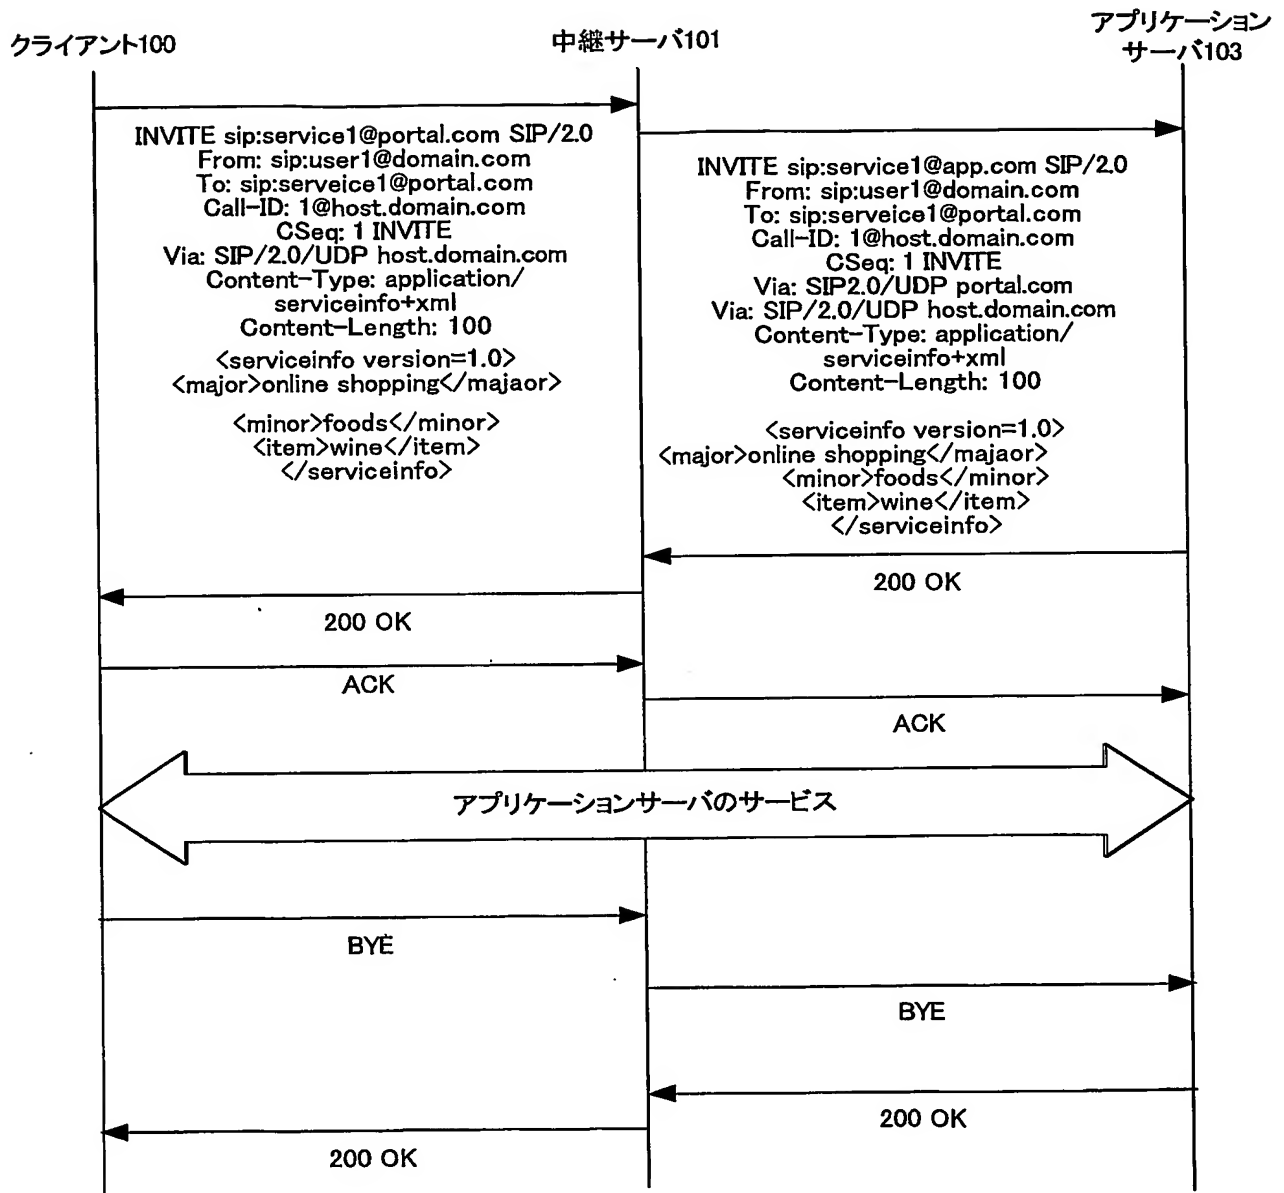 クライアント100
中継サーバ101
アプリケーション
サーバ103
INVITE sip:service1@portal.com SIP/2.0
From: sip:user1@domain.com
To: sip:serveice1@portal.com
Call-ID: 1@host.domain.com
CSeq: 1 INVITE
Via: SIP/2.0/UDP host.domain.com
Content-Type: application/
serviceinfo+xml
Content-Length: 100
<serviceinfo version=1.0>
<major>online shopping</majaor>
<minor>foods</minor>
<item>wine</item>
</serviceinfo>
INVITE sip:service1@app.com SIP/2.0
From: sip:user1@domain.com
To: sip:serveice1@portal.com
Call-ID: 1@host.domain.com
CSeq: 1 INVITE
Via: SIP2.0/UDP portal.com
Via: SIP/2.0/UDP host.domain.com
Content-Type: application/
serviceinfo+xml
Content-Length: 100
<serviceinfo version=1.0>
<major>online shopping</majaor>
<minor>foods</minor>
<item>wine</item>
</serviceinfo>
200 OK
200 OK
ACK
ACK
アプリケーションサーバのサービス
BYE
BYE
200 OK
200 OK